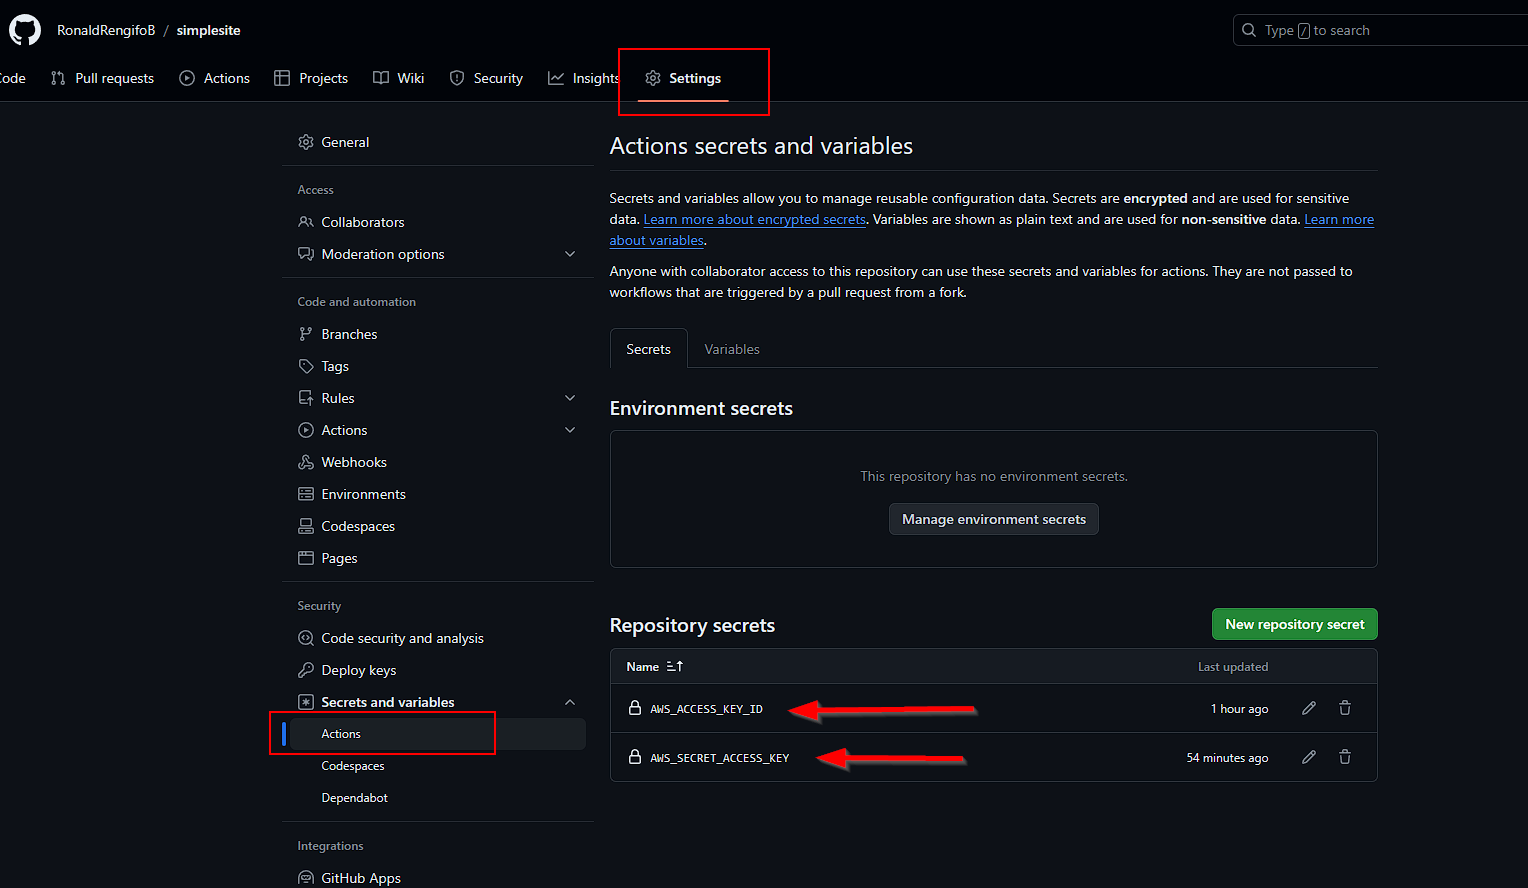 RonaldRengifoB / simplesite
Type / to search
ode
Pull requests
Actions
Projects
Wiki
Security
Insights
Settings
General
Access
Collaborators
Moderation options
Code and automation
Branches
Tags
Rules
Actions
Webhooks
Environments
Codespaces
Pages
Security
Code security and analysis
Deploy keys
Secrets and variables
Actions
Codespaces
Dependabot
Integrations
GitHub Apps
Actions secrets and variables
Secrets and variables allow you to manage reusable configuration data. Secrets are encrypted and are used for sensitive
data. Learn more about encrypted secrets. Variables are shown as plain text and are used for non-sensitive data. Learn more
about variables.
Anyone with collaborator access to this repository can use these secrets and variables for actions. They are not passed to
workflows that are triggered by a pull request from a fork.
Secrets
Variables
Environment secrets
This repository has no environment secrets.
Manage environment secrets
Repository secrets
New repository secret
Name
Last updated
AWS_ACCESS_KEY_ID
1 hour ago
AWS_SECRET_ACCESS_KEY
54 minutes ago